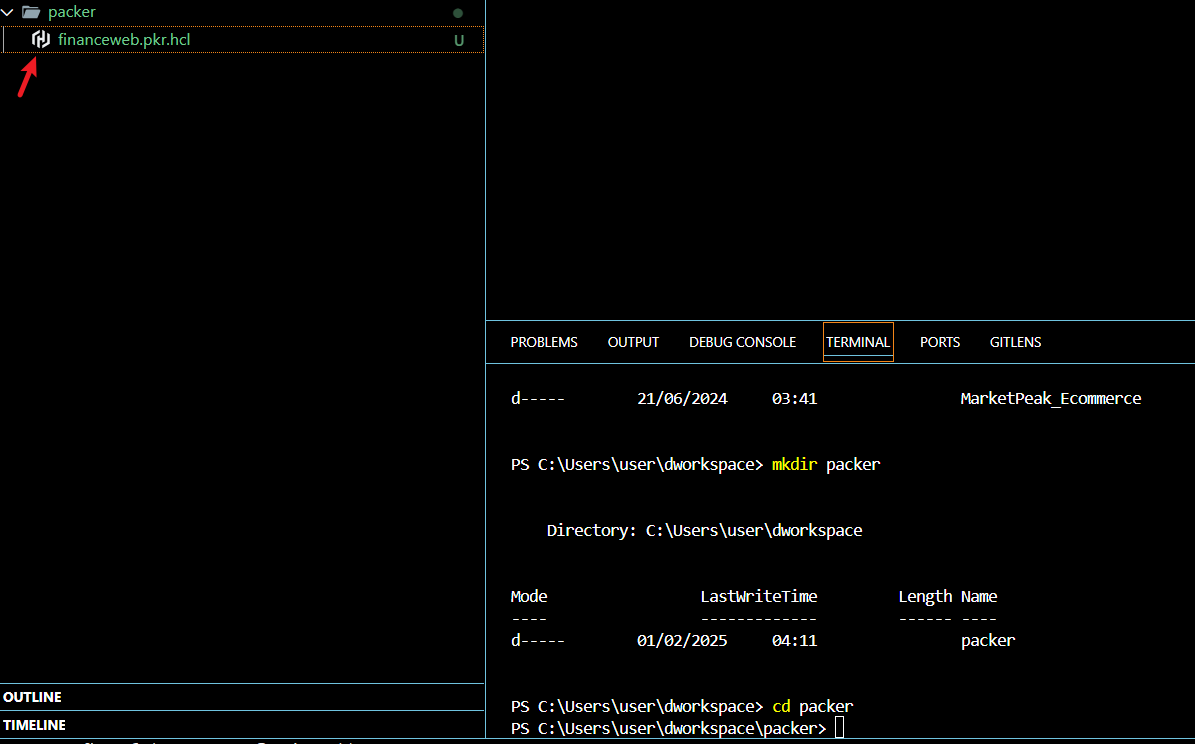 packer
financeweb.pkr.hcl U
PROBLEMS OUTPUT DEBUG CONSOLE TERMINAL PORTS GITLENS
d----- 21/06/2024 03:41 MarketPeak_Ecommerce
PS C:\Users\user\dworkspace> mkdir packer
Directory: C:\Users\user\dworkspace
Mode LastWriteTime Length Name
---- ------------- ------ ----
d----- 01/02/2025 04:11 packer
PS C:\Users\user\dworkspace> cd packer
PS C:\Users\user\dworkspace\packer>
OUTLINE
TIMELINE